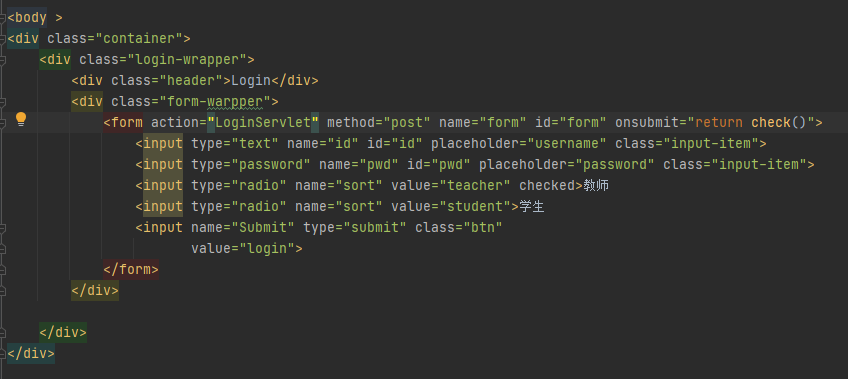 <body >
<div class="container">
<div class="login-wrapper">
<div class="header">Login</div>
<div class="form-warpper">
<form action="LoginServlet" method="post" name="form" id="form" onsubmit="return check()">
<input type="text" name="id" id="id" placeholder="username" class="input-item">
<input type="password" name="pwd" id="pwd" placeholder="password" class="input-item">
<input type="radio" name="sort" value="teacher" checked>教师
<input type="radio" name="sort" value="student">学生
<input name="Submit" type="submit" class="btn"
value="login">
</form>
</div>
</div>
</div>